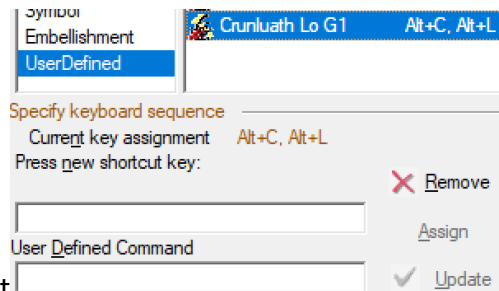 Symbol
Embellishment
UserDefined
Crunluath Lo G1 Alt+C, Alt+L
Specify keyboard sequence
Current key assignment Alt+C, Alt+L
Press new shortcut key:
Remove
Assign
User Defined Command
t
Update